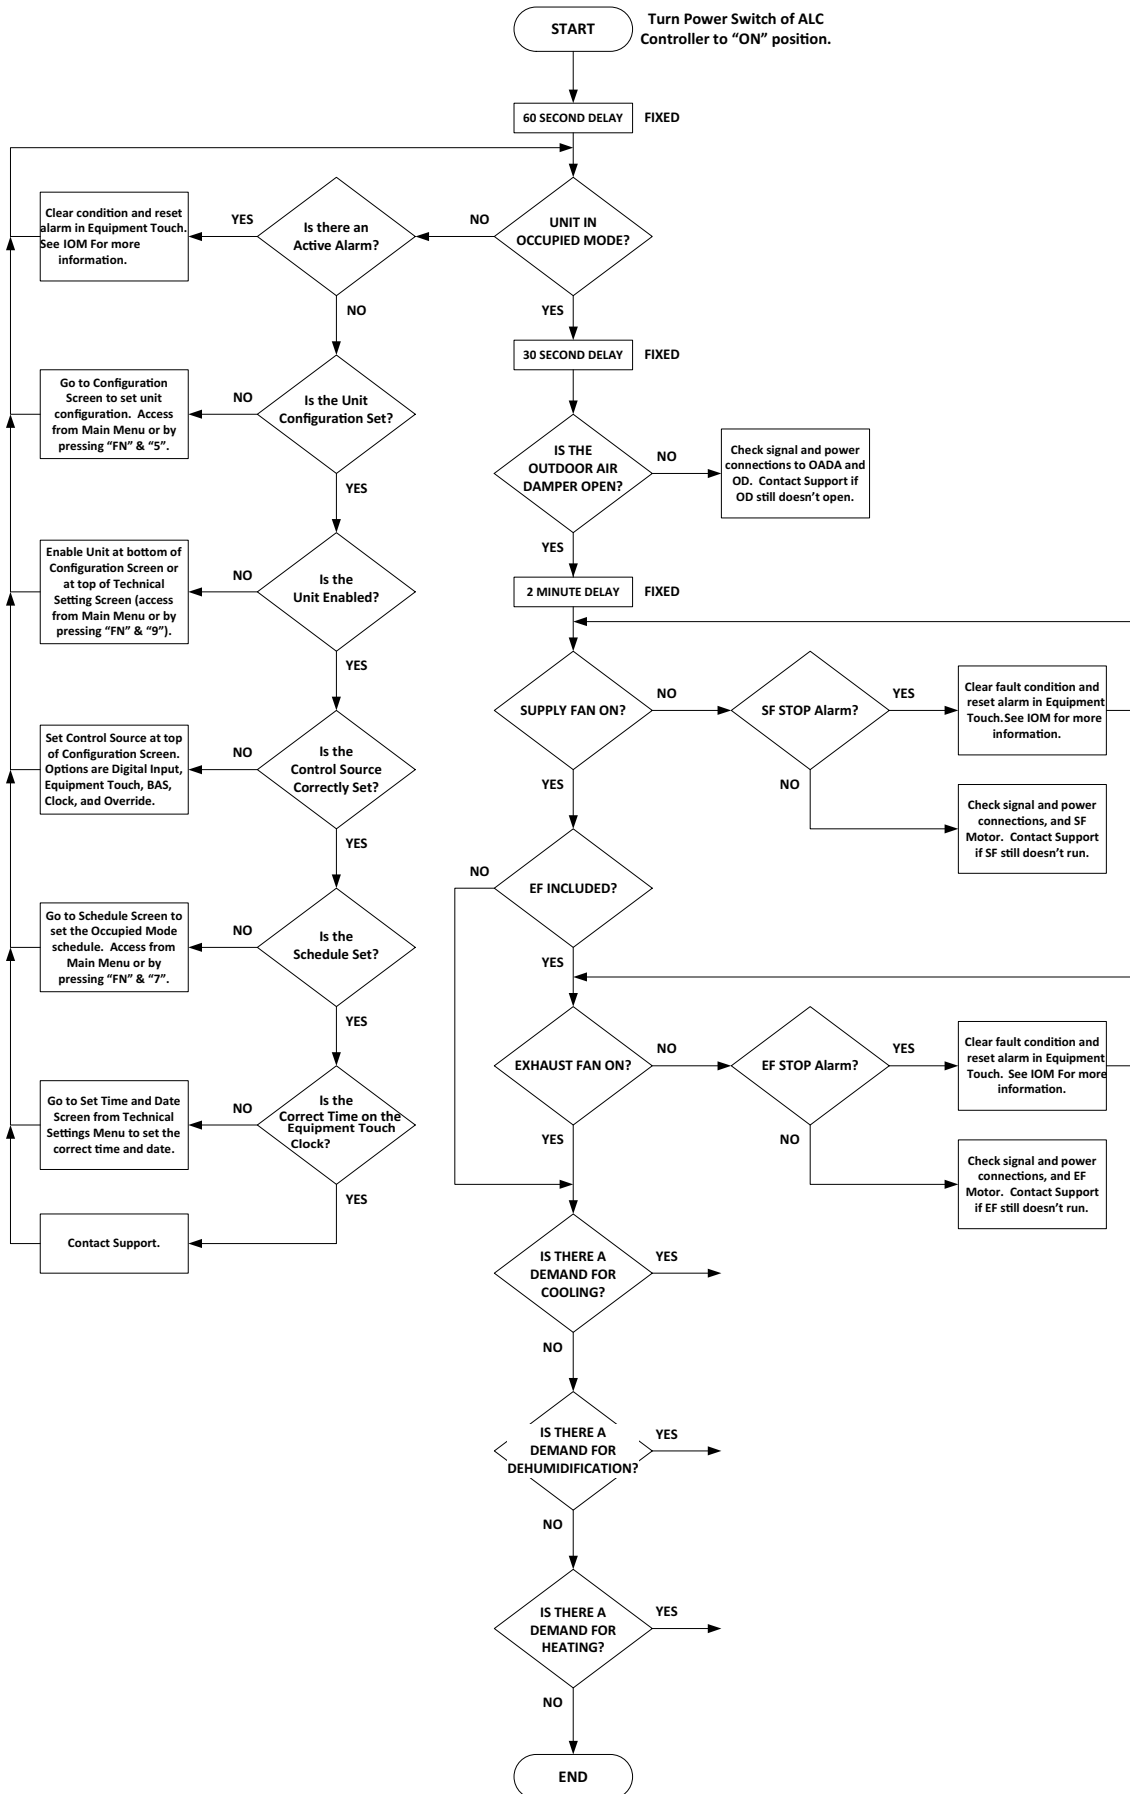 START
Turn Power Switch of ALC
Controller to “ON” position.
60 SECOND DELAY
FIXED
UNIT IN
OCCUPIED MODE?
NO
Is there an
Active Alarm?
YES
Clear condition and reset
alarm in Equipment Touch.
See IOM For more
information.
NO
YES
30 SECOND DELAY
FIXED
Is the Unit
Configuration Set?
NO
Go to Configuration
Screen to set unit
configuration. Access
from Main Menu or by
pressing “FN” & “5”.
YES
IS THE
OUTDOOR AIR
DAMPER OPEN?
NO
Check signal and power
connections to OADA and
OD. Contact Support if
OD still doesn’t open.
YES
2 MINUTE DELAY
FIXED
Is the
Unit Enabled?
NO
Enable Unit at bottom of
Configuration Screen or
at top of Technical
Setting Screen (access
from Main Menu or by
pressing “FN” & “9”).
YES
SUPPLY FAN ON?
NO
SF STOP Alarm?
YES
Clear fault condition and
reset alarm in Equipment
Touch.See IOM for more
information.
NO
Check signal and power
connections, and SF
Motor. Contact Support
if SF still doesn’t run.
YES
Is the
Control Source
Correctly Set?
NO
Set Control Source at top
of Configuration Screen.
Options are Digital Input,
Equipment Touch, BAS,
Clock, and Override.
YES
EF INCLUDED?
NO
YES
Is the
Schedule Set?
NO
Go to Schedule Screen to
set the Occupied Mode
schedule. Access from
Main Menu or by
pressing “FN” & “7”.
YES
EXHAUST FAN ON?
NO
EF STOP Alarm?
YES
Clear fault condition and
reset alarm in Equipment
Touch. See IOM For more
information.
NO
Check signal and power
connections, and EF
Motor. Contact Support
if EF still doesn’t run.
YES
Is the
Correct Time on the
Equipment Touch
Clock?
NO
Go to Set Time and Date
Screen from Technical
Settings Menu to set the
correct time and date.
YES
Contact Support.
IS THERE A
DEMAND FOR
COOLING?
YES
NO
IS THERE A
DEMAND FOR
DEHUMIDIFICATION?
YES
NO
IS THERE A
DEMAND FOR
HEATING?
YES
NO
END